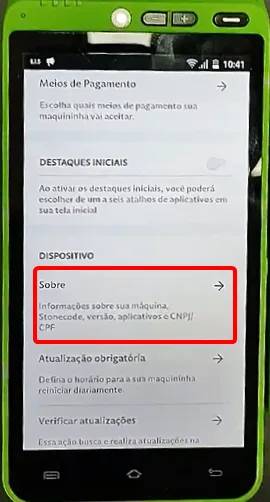 10:41
Meios de Pagamento
Escolha quais meios de pagamento sua
maquininha vai aceitar.
DESTAQUES INICIAIS
Ao ativar os destaques iniciais, você poderá
escolher de um a seis atalhos de aplicativos em
sua tela inicial
DISPOSITIVO
Sobre
Informações sobre sua máquina,
Stonecode, versão, aplicativos e CNPJ/
CPF
Atualização obrigatória
Defina o horário para a sua maquininha
reiniciar diariamente.
Verificar atualizações
Essa ação busca e realiza atualizações na